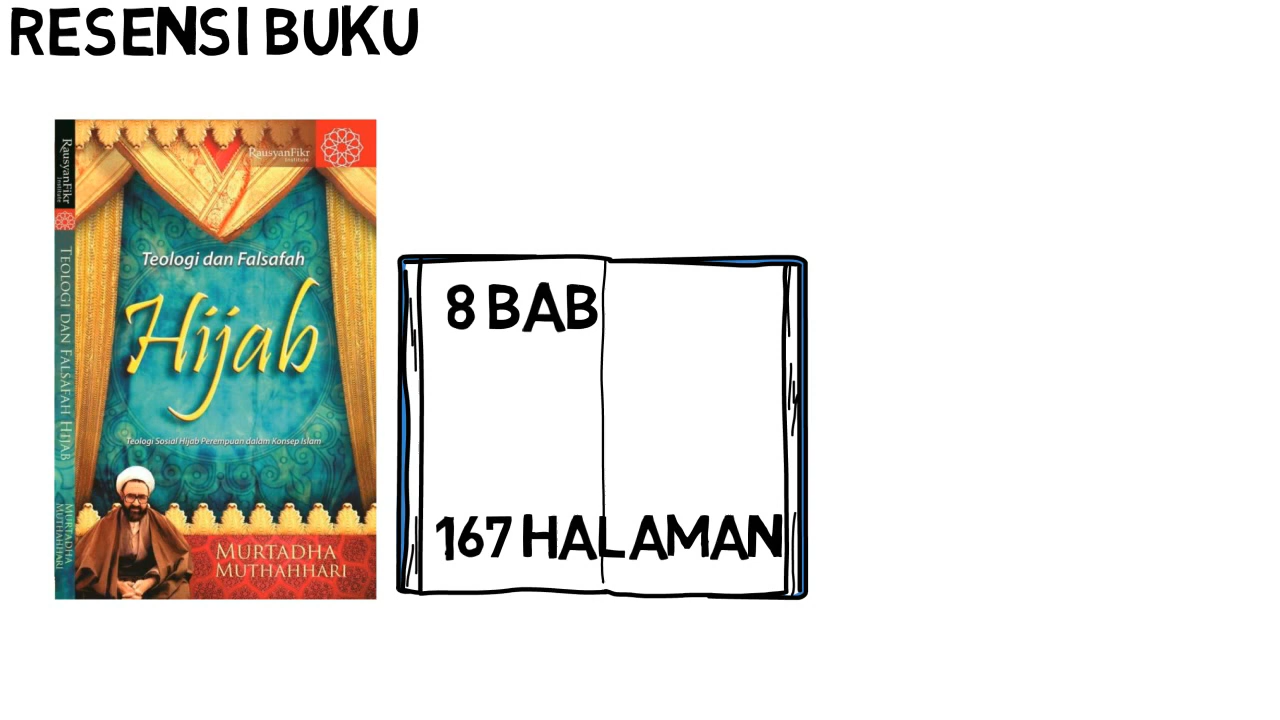 RESENSI BUKU
RausyanFikr
Institute
RausyanFikr
Institute
TEOLOGI DAN FALSAFAH HIJAB
MURTADHA
MUTHAHHARI
Teologi dan Falsafah
Hijab
Teologi Sosial Hijab Perempuan dalam Konsep Islam
MURTADHA
MUTHAHHARI
8 BAB
167 HALAMAN